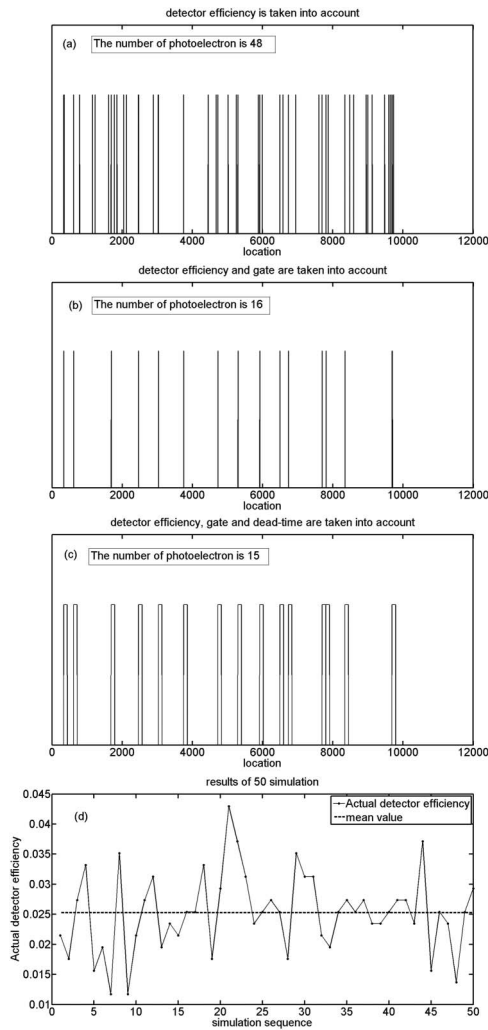 detector efficiency is taken into account
(a) The number of photoelectron is 48
0 2000 4000 6000 8000 10000 12000
location
detector efficiency and gate are taken into account
(b) The number of photoelectron is 16
0 2000 4000 6000 8000 10000 12000
location
detector efficiency, gate and dead-time are taken into account
(c) The number of photoelectron is 15
0 2000 4000 6000 8000 10000 12000
location
results of 50 simulation
(d)
Actual detector efficiency
mean value
Actual detector efficiency
0.045
0.04
0.035
0.03
0.025
0.02
0.015
0.01
0 5 10 15 20 25 30 35 40 45 50
simulation sequence